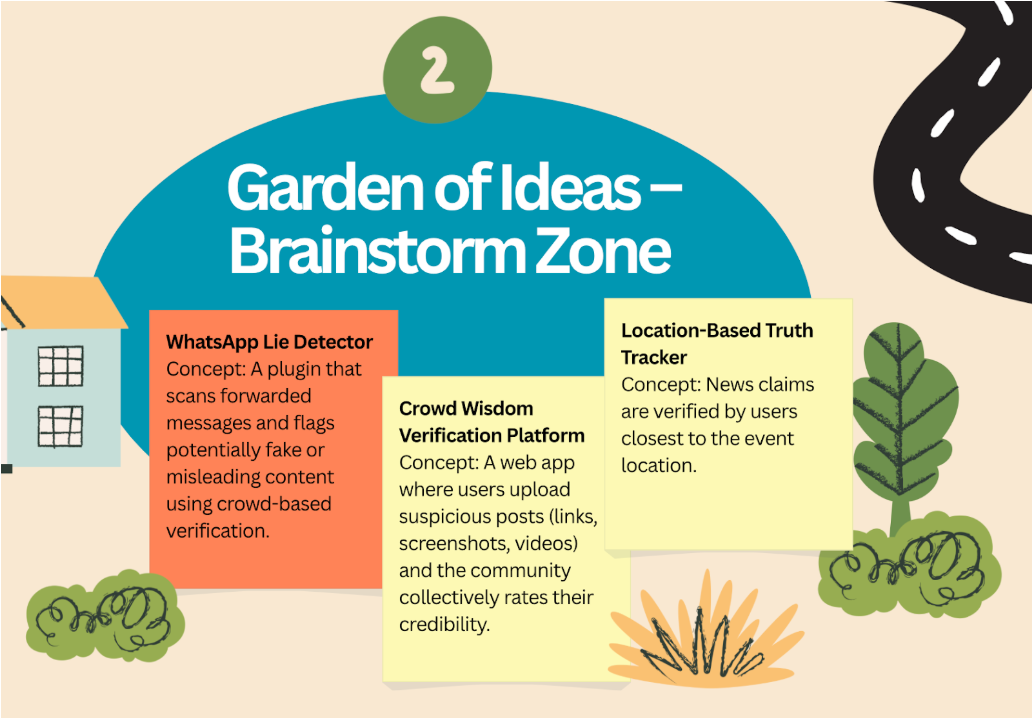 2
Garden of Ideas –
Brainstorm Zone
WhatsApp Lie Detector
Concept: A plugin that
scans forwarded
messages and flags
potentially fake or
misleading content
using crowd-based
verification.
Crowd Wisdom
Verification Platform
Concept: A web app
where users upload
suspicious posts (links,
screenshots, videos)
and the community
collectively rates their
credibility.
Location-Based Truth
Tracker
Concept: News claims
are verified by users
closest to the event
location.